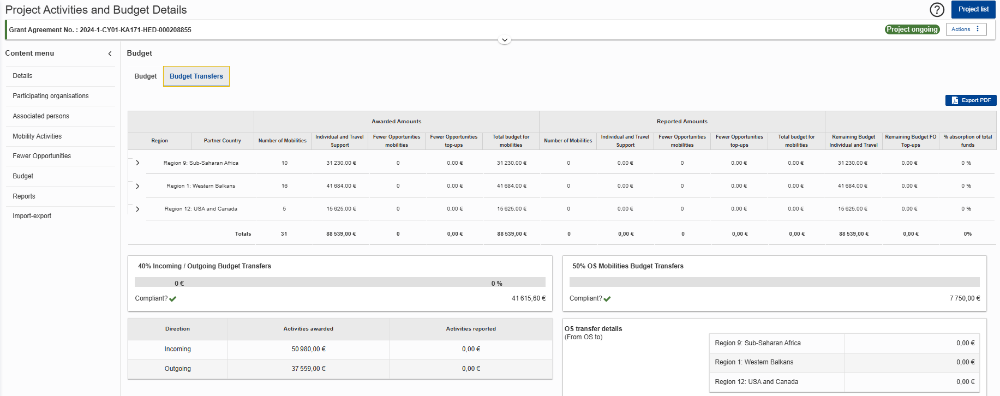 Project Activities and Budget Details
Project list
Grant Agreement No. : 2024-1-CY01-KA171-HED-000208855
Project ongoing
Actions
Content menu
Details
Participating organisations
Associated persons
Mobility Activities
Fewer Opportunities
Budget
Reports
Import-export
Budget
Budget Budget Transfers
Export PDF
Awarded Amounts Reported Amounts
Region Partner Country Number of Mobilities Individual and Travel Support Fewer Opportunities mobilities Fewer Opportunities top-ups Total budget for mobilities Number of Mobilities Individual and Travel Support Fewer Opportunities mobilities Fewer Opportunities top-ups Total budget for mobilities Remaining Budget Individual and Travel Remaining Budget FO Top-ups % absorption of total funds
Region 9: Sub-Saharan Africa 10 31 230,00 € 0 0,00 € 31 230,00 € 0 0,00 € 0 0,00 € 0,00 € 31 230,00 € 0,00 € 0 %
Region 1: Western Balkans 16 41 684,00 € 0 0,00 € 41 684,00 € 0 0,00 € 0 0,00 € 0,00 € 41 684,00 € 0,00 € 0 %
Region 12: USA and Canada 5 15 625,00 € 0 0,00 € 15 625,00 € 0 0,00 € 0 0,00 € 0,00 € 15 625,00 € 0,00 € 0 %
Totals 31 88 539,00 € 0 0,00 € 88 539,00 € 0 0,00 € 0 0,00 € 0,00 € 88 539,00 € 0,00 € 0%
40% Incoming / Outgoing Budget Transfers
0 € 0 %
Compliant? 41 615,60 €
50% OS Mobilities Budget Transfers
Compliant? 7 750,00 €
Direction Activities awarded Activities reported
Incoming 50 980,00 € 0,00 €
Outgoing 37 559,00 € 0,00 €
OS transfer details
(From OS to)
Region 9: Sub-Saharan Africa 0,00 €
Region 1: Western Balkans 0,00 €
Region 12: USA and Canada 0,00 €